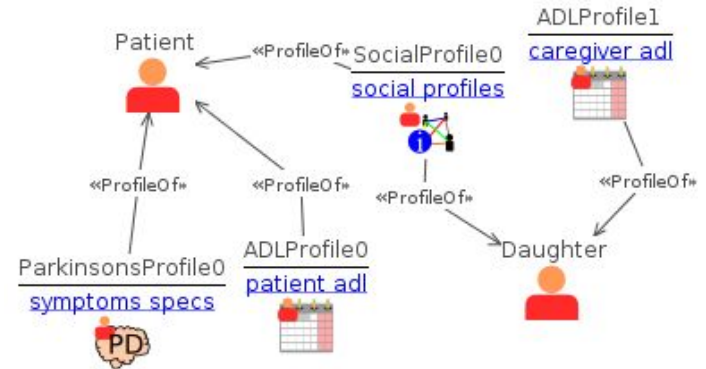 ADLProfile1
caregiver adl
Patient
«ProfileOf»
SocialProfile0
social profiles
i
«ProfileOf»
«ProfileOf»
«ProfileOf»
«ProfileOf»
ADLProfile0
patient adl
Daughter
ParkinsonsProfile0
symptoms specs
PD